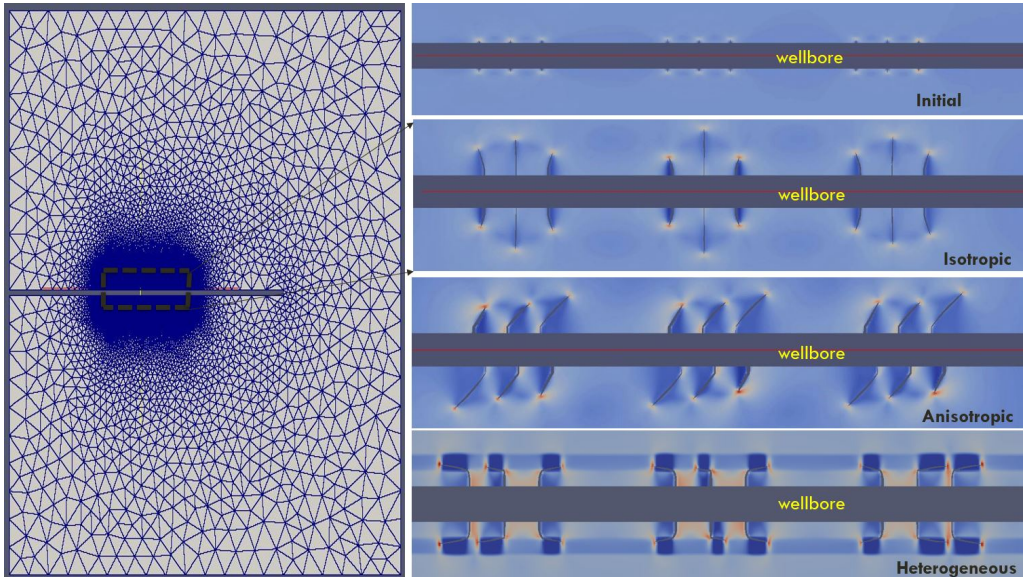 wellbore
Initial
wellbore
Isotropic
wellbore
Anisotropic
wellbore
Heterogeneous